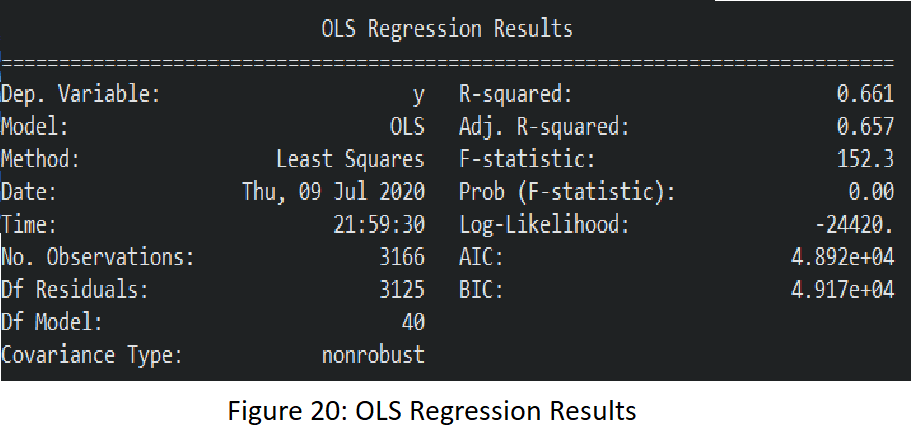 OLS Regression Results
==============================================================================
Dep. Variable: y R-squared: 0.661
Model: OLS Adj. R-squared: 0.657
Method: Least Squares F-statistic: 152.3
Date: Thu, 09 Jul 2020 Prob (F-statistic): 0.00
Time: 21:59:30 Log-Likelihood: -24420.
No. Observations: 3166 AIC: 4.892e+04
Df Residuals: 3125 BIC: 4.917e+04
Df Model: 40
Covariance Type: nonrobust
Figure 20: OLS Regression Results